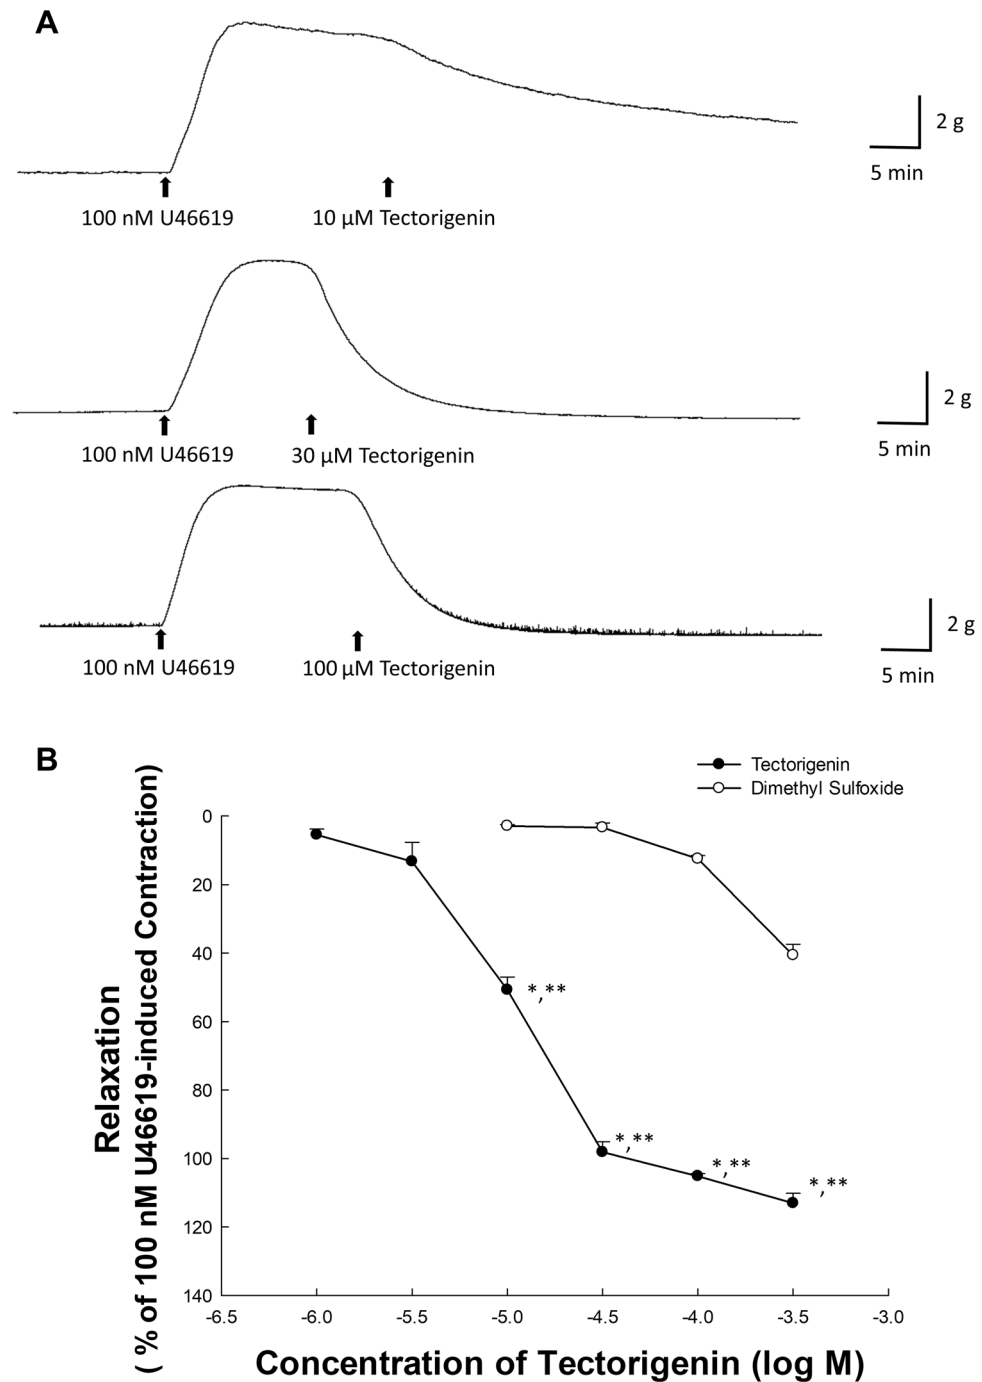 A
2 g
5 min
100 nM U46619
10 µM Tectorigenin
2 g
5 min
100 nM U46619
30 µM Tectorigenin
2 g
5 min
100 nM U46619
100 µM Tectorigenin
B
Tectorigenin
Dimethyl Sulfoxide
Relaxation
( % of 100 nM U46619-induced Contraction)
0
20
40
60
80
100
120
140
*,**
*,**
*,**
*,**
-6.5 -6.0 -5.5 -5.0 -4.5 -4.0 -3.5 -3.0
Concentration of Tectorigenin (log M)